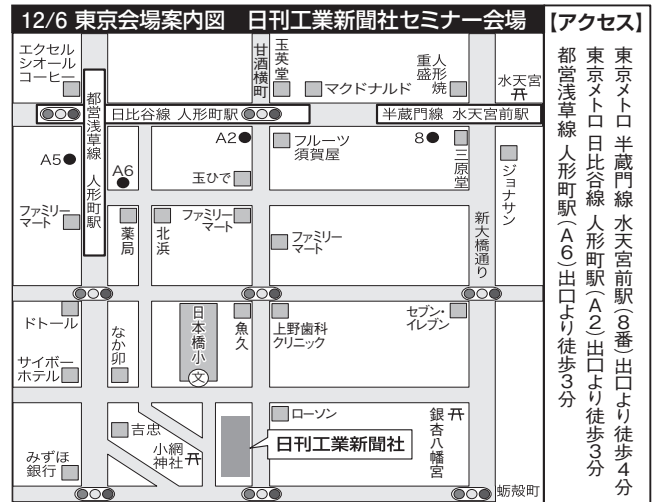 12/6 東京会場案内図　日刊工業新聞社セミナー会場
【アクセス】
東京メトロ 半蔵門線 水天宮前駅(8番)出口より徒歩4分
東京メトロ 日比谷線 人形町駅(A2)出口より徒歩3分
都営浅草線 人形町駅(A6)出口より徒歩3分
エクセル
シオール
コーヒー
甘酒横町
玉英堂
マクドナルド
重盛
人形焼
水天宮
都営浅草線 人形町駅
日比谷線 人形町駅
半蔵門線 水天宮前駅
A5
A6
A2
玉ひで
フルーツ
須賀屋
8
三原堂
ジョナサン
ファミリー
マート
薬局
北浜
ファミリー
マート
ファミリー
マート
新大橋通り
ドトール
サイボー
ホテル
なか卯
日本橋小
文
魚久
上野歯科
クリニック
セブン・
イレブン
吉忠
小網
神社
ローソン
日刊工業新聞社
銀杏八幡宮
みずほ
銀行
蛎殻町